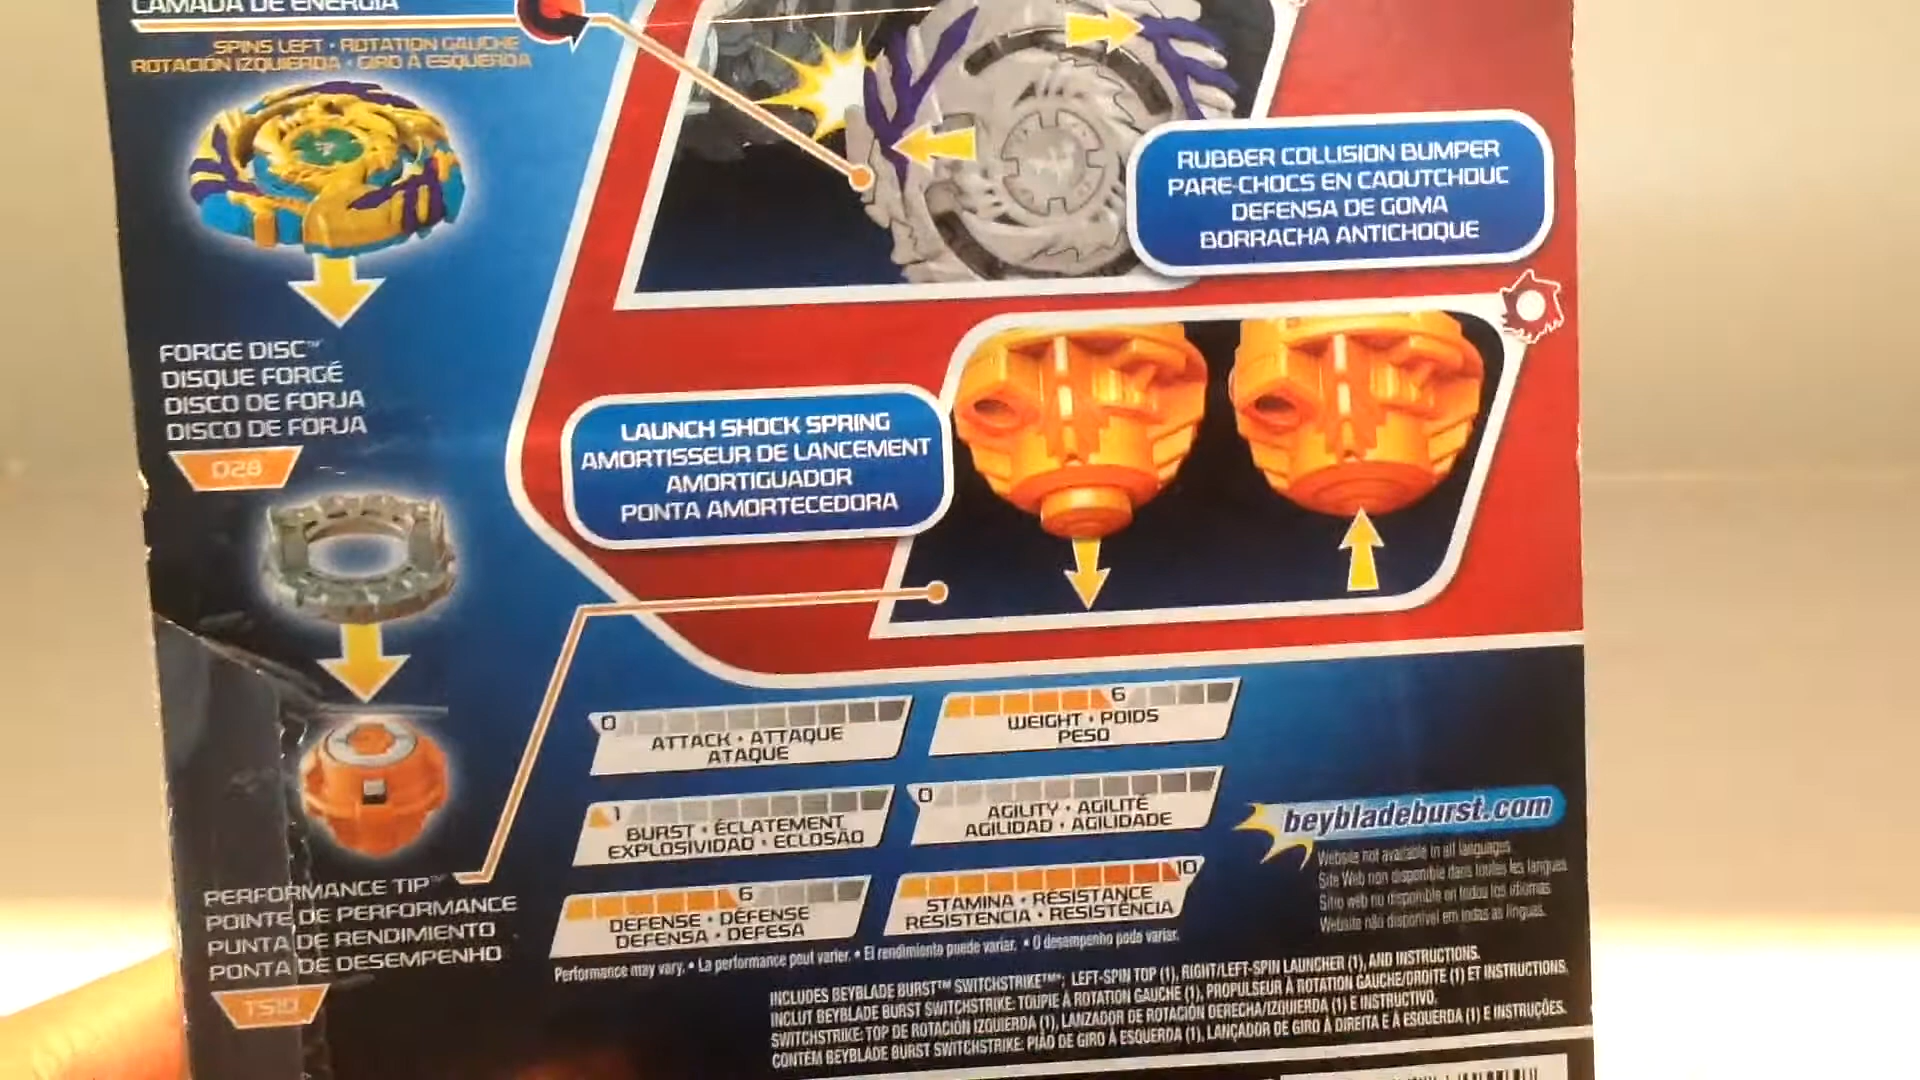 CAMADA DE ENERGIA
SPINS LEFT • ROTATION GAUCHE
ROTACIÓN IZQUIERDA • GIRO À ESQUERDA
RUBBER COLLISION BUMPER
PARE-CHOCS EN CAOUTCHOUC
DEFENSA DE GOMA
BORRACHA ANTICHOQUE
FORGE DISC™
DISQUE FORGÉ
DISCO DE FORJA
DISCO DE FORJA
D28
LAUNCH SHOCK SPRING
AMORTISSEUR DE LANCEMENT
AMORTIGUADOR
PONTA AMORTECEDORA
PERFORMANCE TIP™
POINTE DE PERFORMANCE
PUNTA DE RENDIMIENTO
PONTA DE DESEMPENHO
TS10
0
ATTACK • ATTAQUE
ATAQUE
6
WEIGHT • POIDS
PESO
1
BURST • ÉCLATEMENT
EXPLOSIVIDAD • ECLOSÃO
0
AGILITY • AGILITÉ
AGILIDAD • AGILIDADE
6
DEFENSE • DÉFENSE
DEFENSA • DEFESA
10
STAMINA • RÉSISTANCE
RESISTENCIA • RESISTÊNCIA
beybladeburst.com
Website not available in all languages.
Site Web non disponible dans toutes les langues.
Sitio web no disponible en todos los idiomas.
Website não disponível em todas as línguas.
Performance may vary. • La performance peut varier. • El rendimiento puede variar. • O desempenho pode variar.
INCLUDES BEYBLADE BURST™ SWITCHSTRIKE™: LEFT-SPIN TOP (1), RIGHT/LEFT-SPIN LAUNCHER (1), AND INSTRUCTIONS.
INCLUT BEYBLADE BURST SWITCHSTRIKE: TOUPIE À ROTATION GAUCHE (1), PROPULSEUR À ROTATION GAUCHE/DROITE (1) ET INSTRUCTIONS.
SWITCHSTRIKE: TOP DE ROTACIÓN IZQUIERDA (1), LANZADOR DE ROTACIÓN DERECHA/IZQUIERDA (1) E INSTRUCTIVO.
CONTÉM BEYBLADE BURST SWITCHSTRIKE: PIÃO DE GIRO À ESQUERDA (1), LANÇADOR DE GIRO À DIREITA E À ESQUERDA (1) E INSTRUÇÕES.